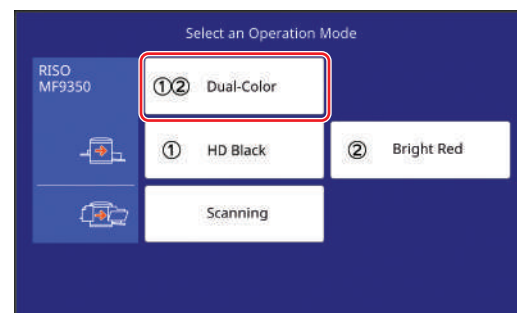 Select an Operation Mode
RISO
MF9350
①② Dual-Color
① HD Black
② Bright Red
Scanning